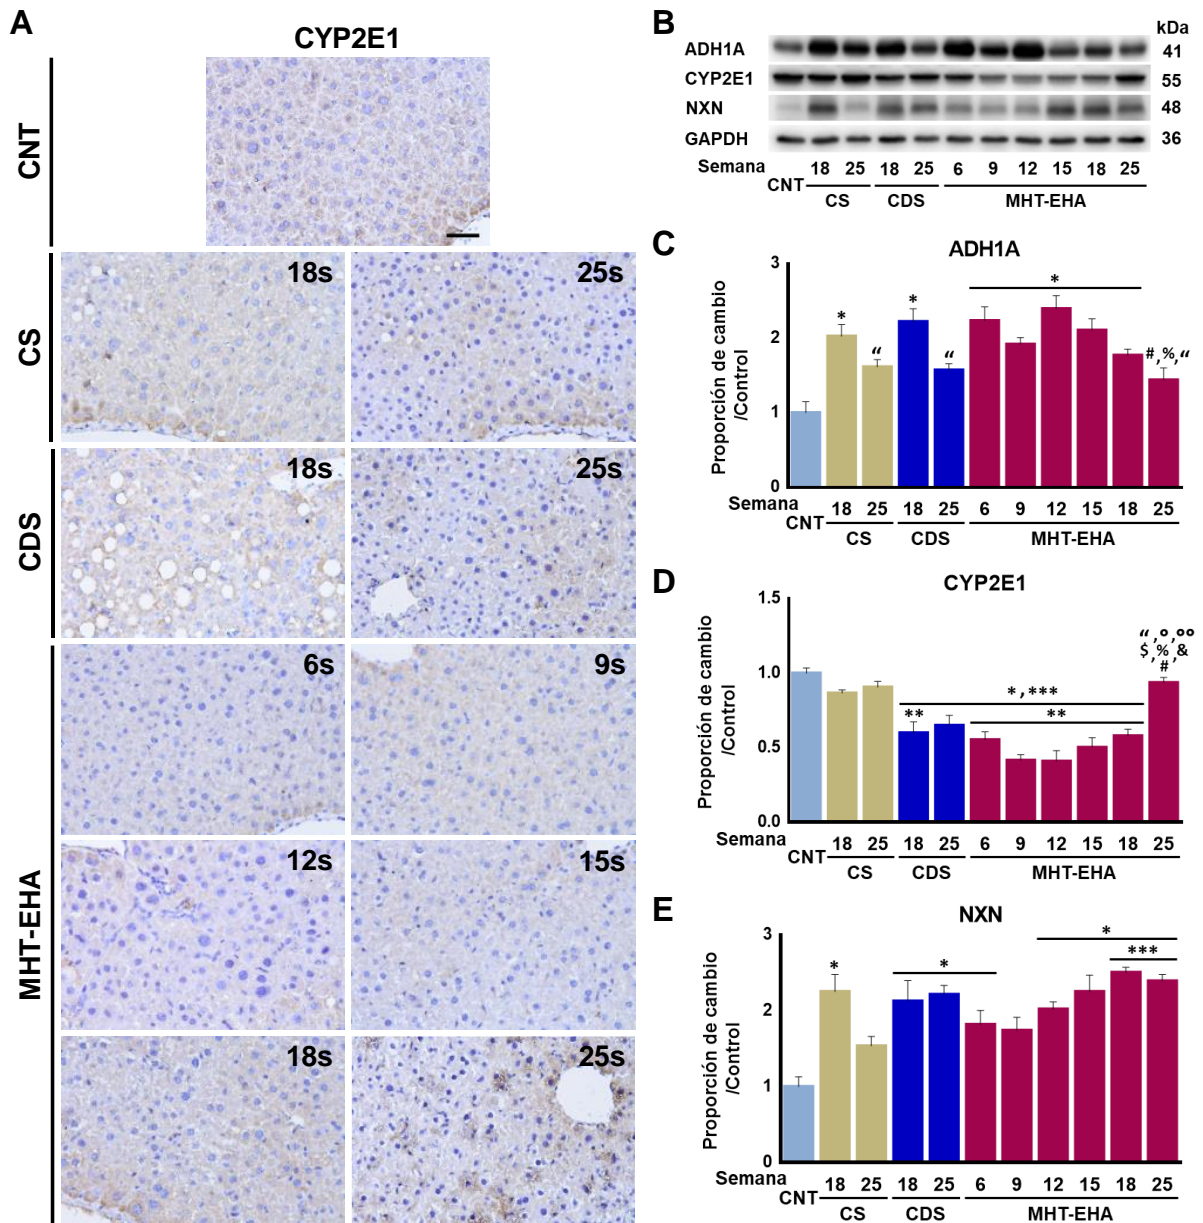 A
CYP2E1
CNT
CS
18s
25s
CDS
18s
25s
MHT-EHA
6s
9s
12s
15s
18s
25s
B
kDa
ADH1A 41
CYP2E1 55
NXN 48
GAPDH 36
Semana 18 25 18 25 6 9 12 15 18 25
CNT CS CDS MHT-EHA
C
ADH1A
Proporción de cambio
/Control
3
2
1
0
* “ * “ * #,%,“
Semana 18 25 18 25 6 9 12 15 18 25
CNT CS CDS MHT-EHA
D
CYP2E1
Proporción de cambio
/Control
1.5
1.0
0.5
0.0
“,°,°°
$,%,&
#
*,***
** **
Semana 18 25 18 25 6 9 12 15 18 25
CNT CS CDS MHT-EHA
E
NXN
Proporción de cambio
/Control
3
2
1
0
* * * ***
Semana 18 25 18 25 6 9 12 15 18 25
CNT CS CDS MHT-EHA